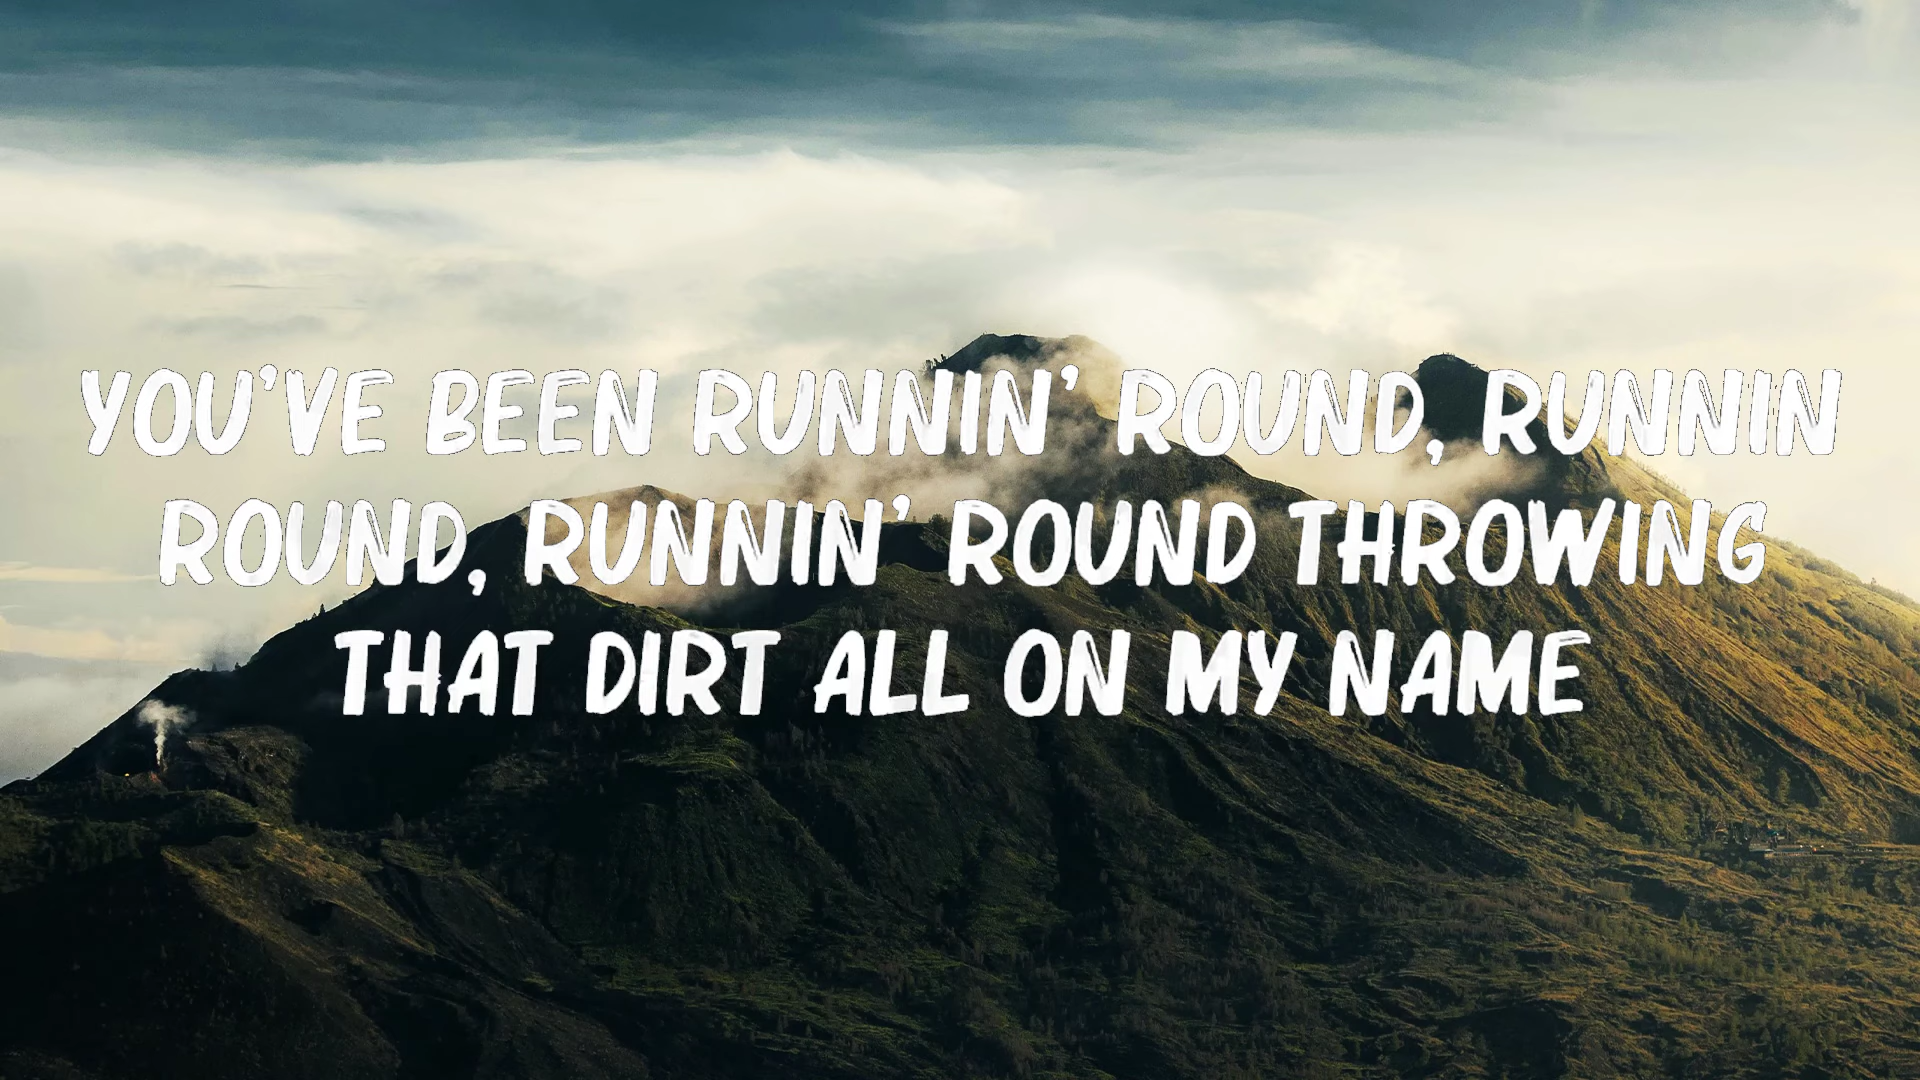 YOU'VE BEEN RUNNIN' ROUND, RUNNIN
ROUND, RUNNIN' ROUND THROWING
THAT DIRT ALL ON MY NAME